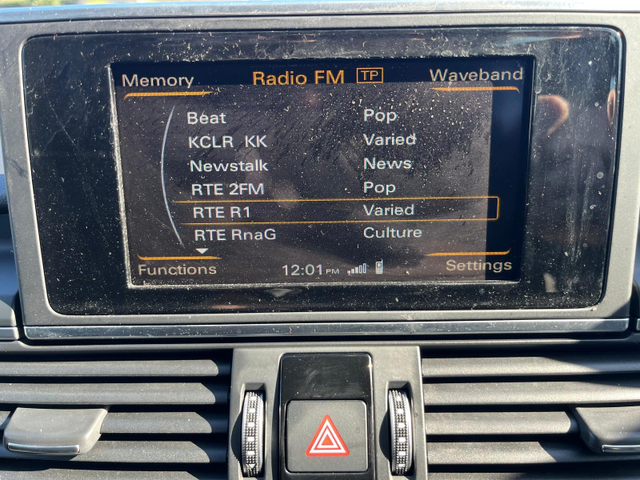 Memory Radio FM TP Waveband
Beat Pop
KCLR KK Varied
Newstalk News
RTE 2FM Pop
RTE R1 Varied
RTE RnaG Culture
Functions 12:01 PM Settings